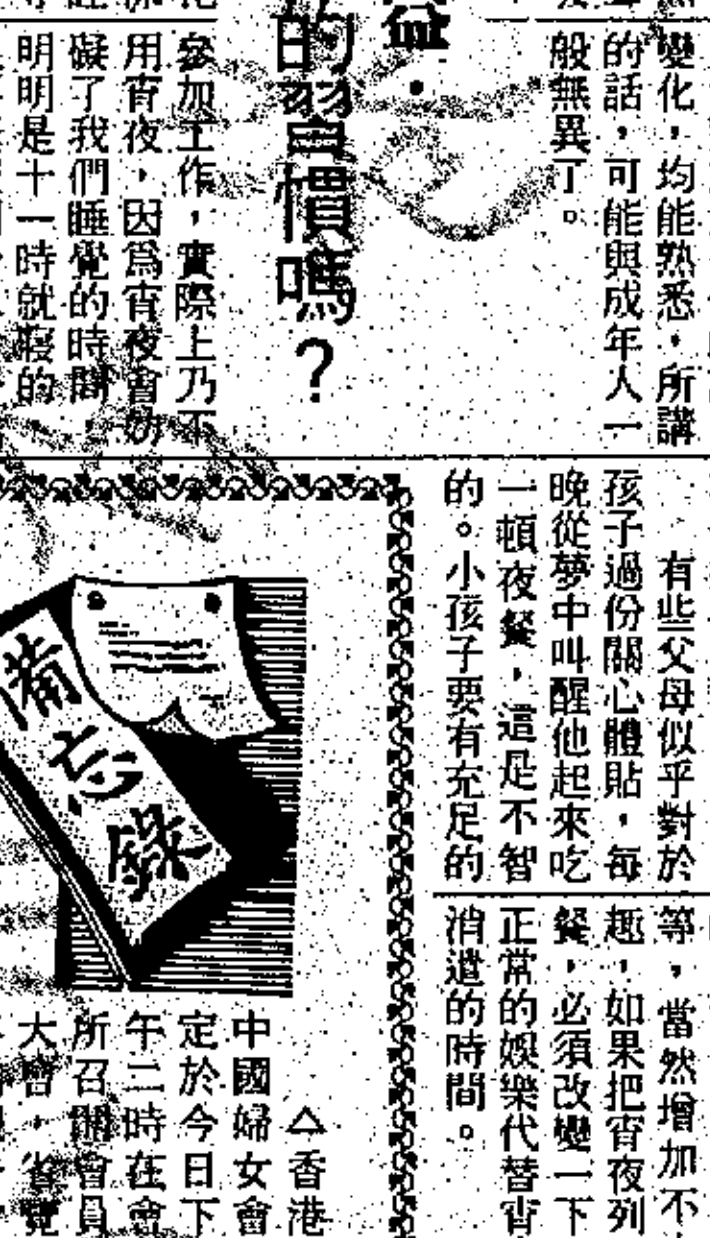 變化,均能熟悉,所講
的話,可能與成年人一
般無異了。
的習慣嗎?
參加工作,實際上乃不
用宵夜,因爲宵夜會妨
礙了我們睡覺的時間,
明明是十一時就寢的
有些父母似乎對於
孩子過份關心體貼,每
晚從夢中叫醒他起來吃
一頓夜餐,這是不智
的。小孩子要有充足的
等,當然增加不
趣,如果把宵夜列
餐,必須改變一下
正常的娛樂代替宵
消遣的時間。
備忘錄
△香港
中國婦女會
定於今日下
午二時在會
所召開會員
大會,省覽